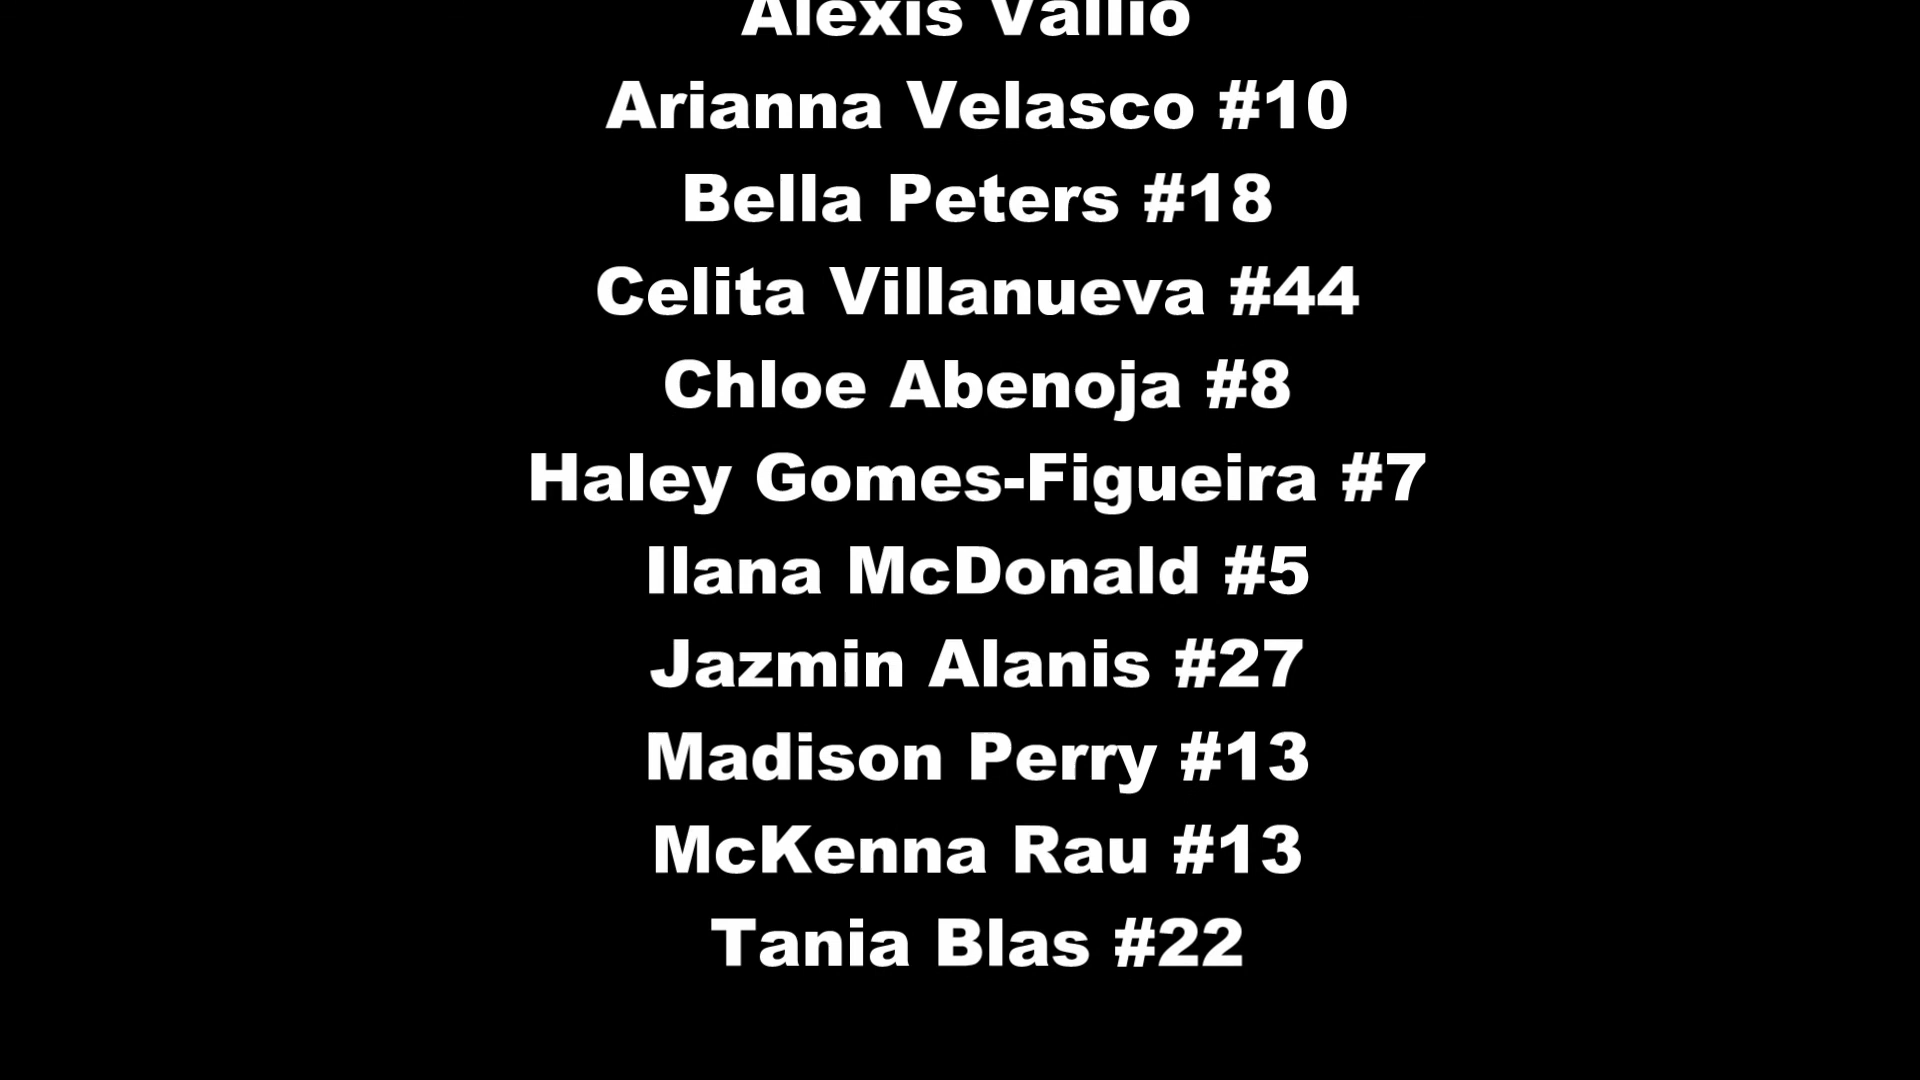 Alexis Vallio
Arianna Velasco #10
Bella Peters #18
Celita Villanueva #44
Chloe Abenoja #8
Haley Gomes-Figueira #7
Ilana McDonald #5
Jazmin Alanis #27
Madison Perry #13
McKenna Rau #13
Tania Blas #22